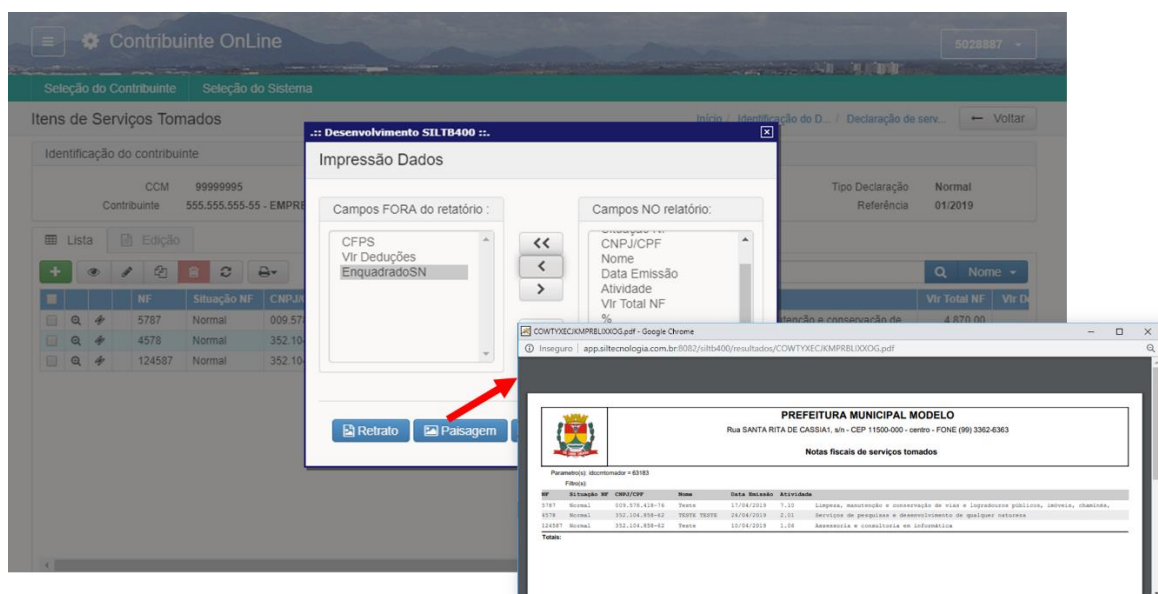 Contribuinte OnLine
5028887
Seleção do Contribuinte Seleção do Sistema
Itens de Serviços Tomados
Início / Identificação do D... / Declaração de serv...
Voltar
Identificação do contribuinte
CCM 99999995
Contribuinte 555.555.555-55 - EMPRE
Tipo Declaração Normal
Referência 01/2019
Lista Edição
Nome
NF Situação NF CNPJ/ Vlr Total NF Vlr D
5787 Normal 009.57 tenção e conservação de 4.870,00
4578 Normal 352.10
124587 Normal 352.10
.:: Desenvolvimento SILTB400 ::.
Impressão Dados
Campos FORA do relatório :
CFPS
Vlr Deduções
EnquadradoSN
<<
<
>
Campos NO relatório:
Situação NF
CNPJ/CPF
Nome
Data Emissão
Atividade
Vlr Total NF
%
Retrato Paisagem
COWTYXECJKMPRBLIXXOG.pdf - Google Chrome
Inseguro | app.siltecnologia.com.br:8082/siltb400/resultados/COWTYXECJKMPRBLIXXOG.pdf
PREFEITURA MUNICIPAL MODELO
Rua SANTA RITA DE CASSIA1, s/n - CEP 11500-000 - centro - FONE (99) 3362-6363
Notas fiscais de serviços tomados
Parametro(s): idocmtomador = 63183
Filtro(s):
NF Situação NF CNPJ/CPF Nome Data Emissão Atividade
5787 Normal 009.578.418-76 Teste 17/04/2019 7.10 Limpeza, manutenção e conservação de vias e logradouros públicos, imóveis, chaminés,
4578 Normal 352.104.858-62 TESTE TESTE 24/04/2019 2.01 Serviços de pesquisas e desenvolvimento de qualquer natureza
124587 Normal 352.104.858-62 Teste 10/04/2019 1.06 Assessoria e consultoria em informática
Totais: